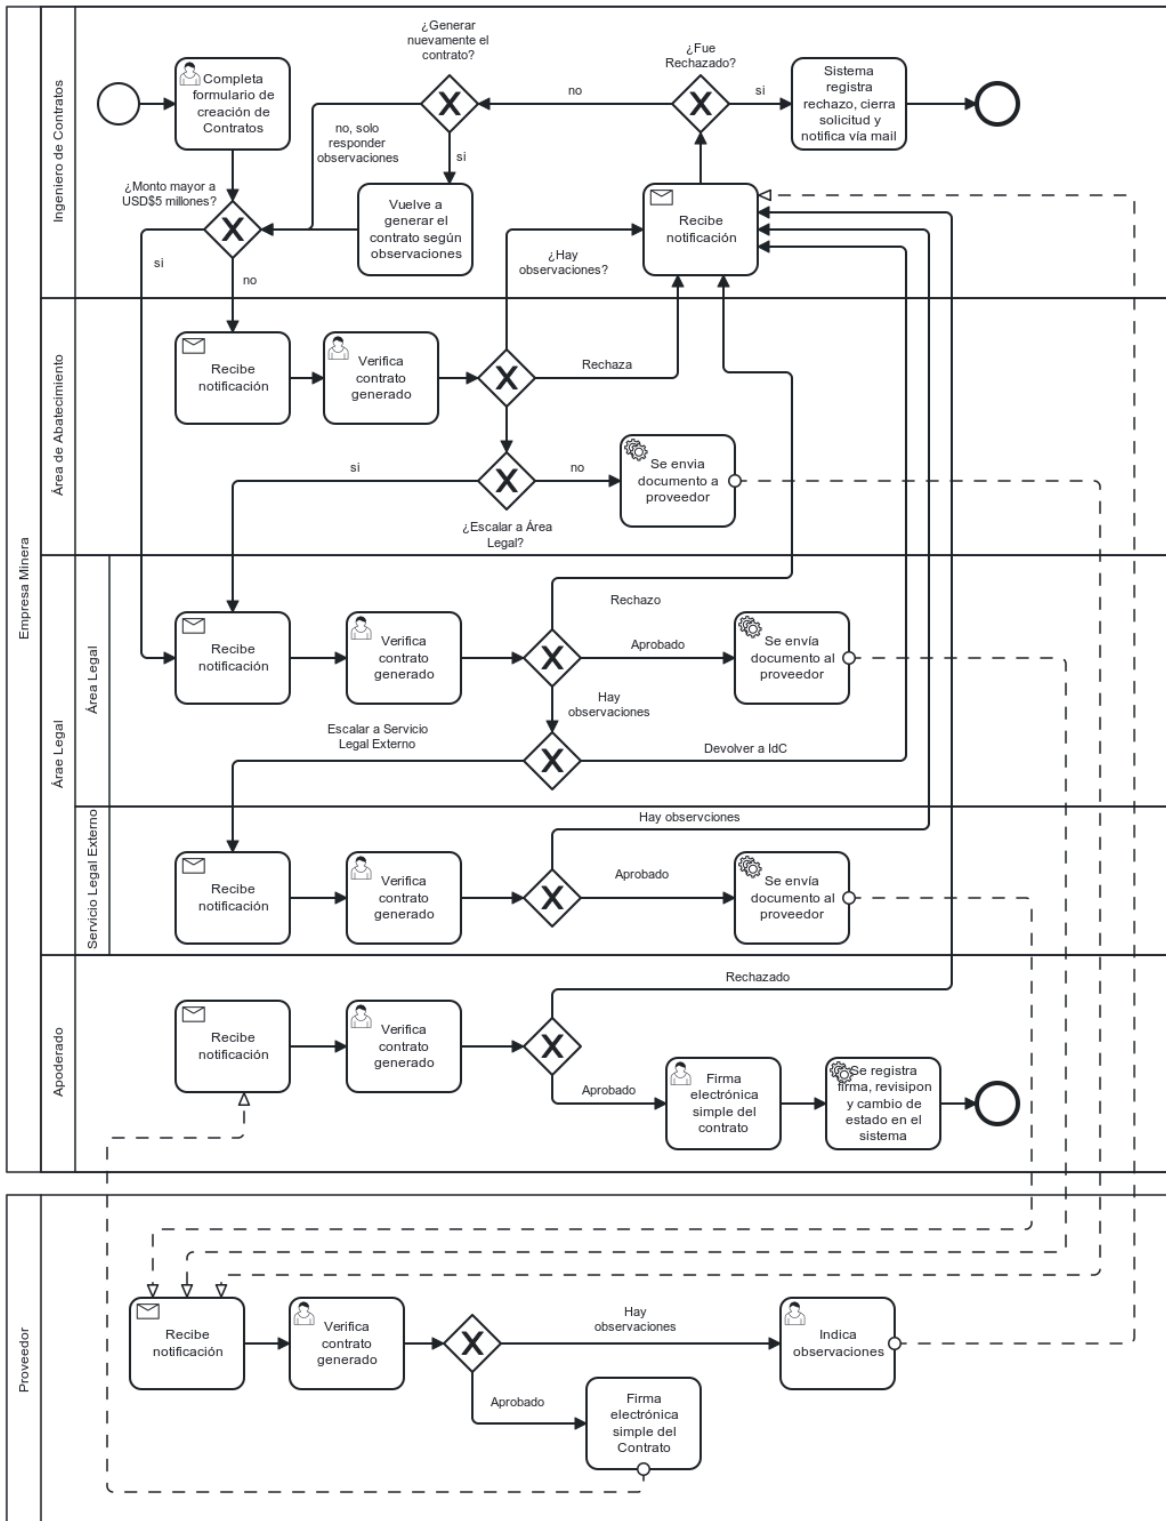 Empresa Minera
Ingeniero de Contratos
Completa
formulario de
creación de
Contratos
¿Generar
nuevamente el
contrato?
¿Fue
Rechazado?
no
si
Sistema
registra
rechazo, cierra
solicitud y
notifica vía mail
no, solo
responder
observaciones
si
¿Monto mayor a
USD$5 millones?
Vuelve a
generar el
contrato según
observaciones
Recibe
notificación
si
no
¿Hay
observaciones?
Área de Abatecimiento
Recibe
notificación
Verifica
contrato
generado
Rechaza
si
no
Se envia
documento a
proveedor
¿Escalar a Área
Legal?
Árae Legal
Área Legal
Rechazo
Recibe
notificación
Verifica
contrato
generado
Aprobado
Se envía
documento al
proveedor
Hay
observaciones
Escalar a Servicio
Legal Externo
Devolver a IdC
Servicio Legal Externo
Hay observciones
Recibe
notificación
Verifica
contrato
generado
Aprobado
Se envía
documento al
proveedor
Apoderado
Rechazado
Recibe
notificación
Verifica
contrato
generado
Aprobado
Firma
electrónica
simple del
contrato
Se registra
firma, revisipon
y cambio de
estado en el
sistema
Proveedor
Recibe
notificación
Verifica
contrato
generado
Hay
observaciones
Indica
observaciones
Aprobado
Firma
electrónica
simple del
Contrato